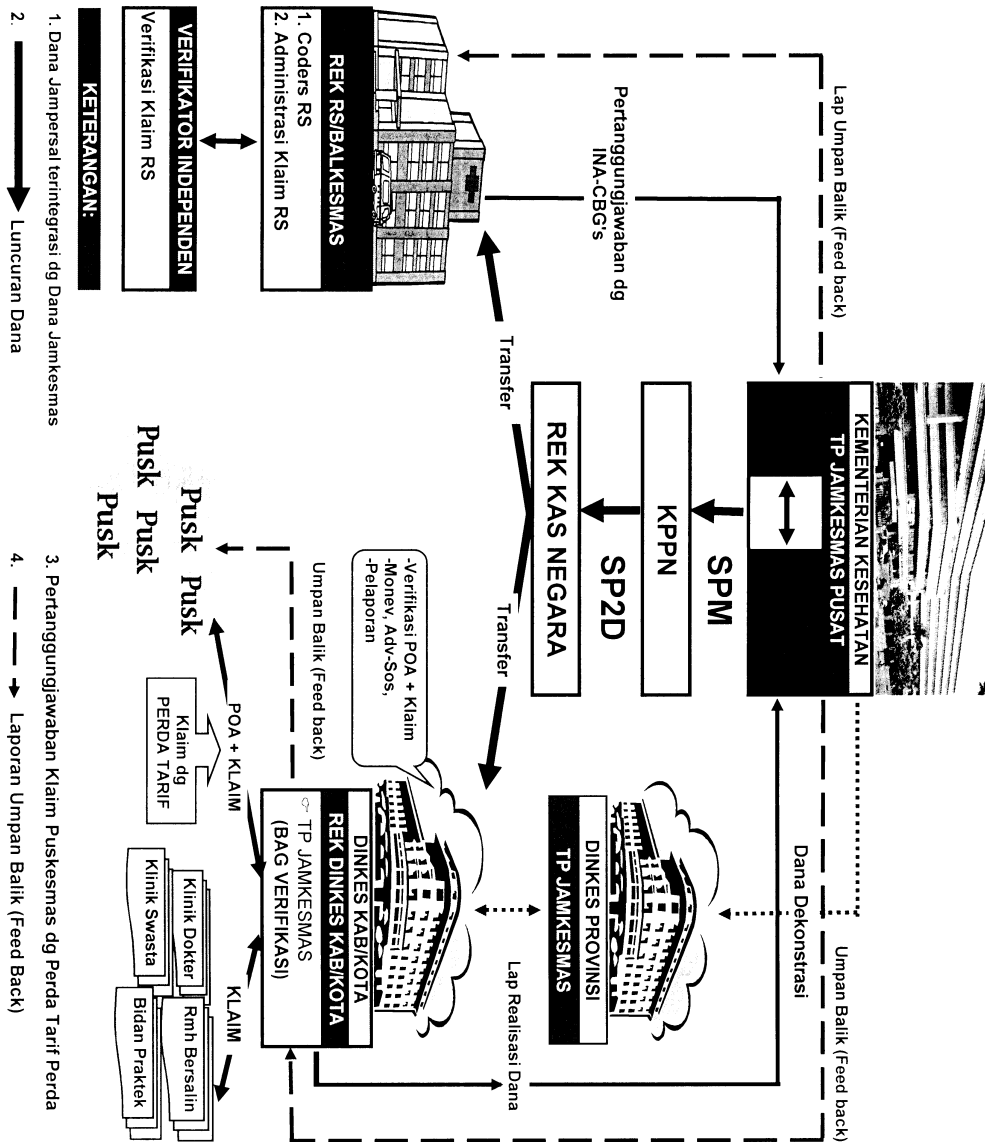 KEMENTERIAN KESEHATAN
TP JAMKESMAS PUSAT
Lap Umpan Balik (Feed back)
Umpan Balik (Feed back)
Pertanggungjawaban dg
INA-CBG's
SPM
Dana Dekonstrasi
KPPN
SP2D
REK KAS NEGARA
DINKES PROVINSI
TP JAMKESMAS
Transfer
Transfer
Lap Realisasi Dana
REK RS/BALKESMAS
1. Coders RS
2. Administrasi Klaim RS
-Verifikasi POA + Klaim
-Monev, Adv-Sos,
-Pelaporan
DINKES KAB/KOTA
REK DINKES KAB/KOTA
TP JAMKESMAS
(BAG VERIFIKASI)
Umpan Balik (Feed back)
VERIFIKATOR INDEPENDEN
Verifikasi Klaim RS
Pusk
Pusk
Pusk
Pusk
Pusk
POA + KLAIM
Klaim dg
PERDA TARIF
KLAIM
Klinik Dokter
Rmh Bersalin
Klinik Swasta
Bidan Praktek
KETERANGAN:
1. Dana Jampersal terintegrasi dg Dana Jamkesmas
2. Luncuran Dana
3. Pertanggungjawaban Klaim Puskesmas dg Perda Tarif Perda
4. Laporan Umpan Balik (Feed Back)